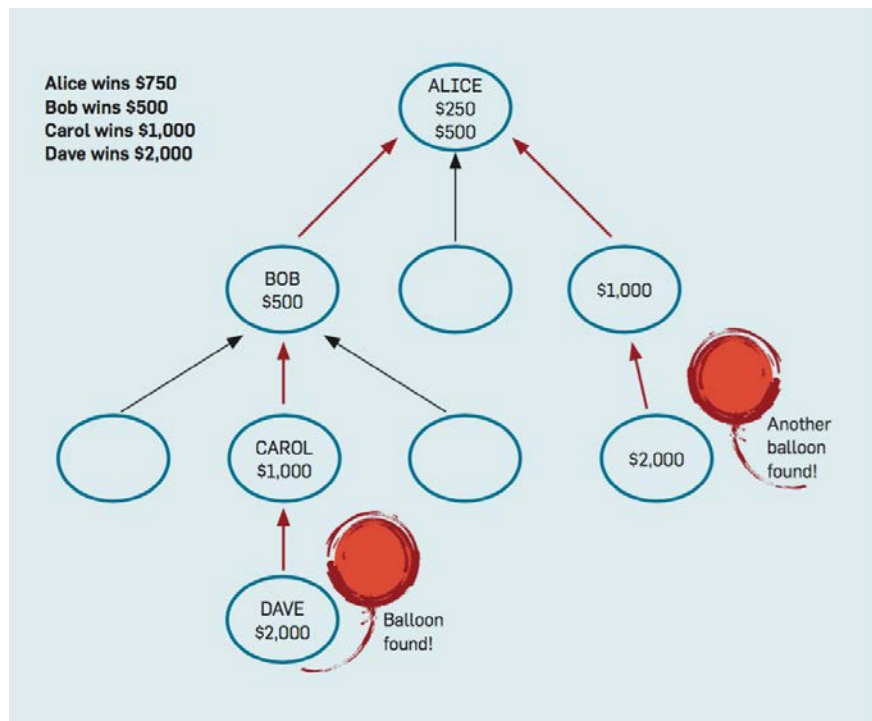 Alice wins $750
Bob wins $500
Carol wins $1,000
Dave wins $2,000
ALICE
$250
$500
BOB
$500
$1,000
CAROL
$1,000
$2,000
Another
balloon
found!
DAVE
$2,000
Balloon
found!